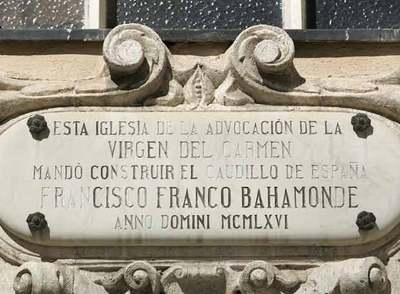 ESTA IGLESIA DE LA ADVOCACIÓN DE LA
VIRGEN DEL CARMEN
MANDÓ CONSTRUIR EL CAUDILLO DE ESPAÑA
FRANCISCO FRANCO BAHAMONDE
ANNO DOMINI MCMLXVI